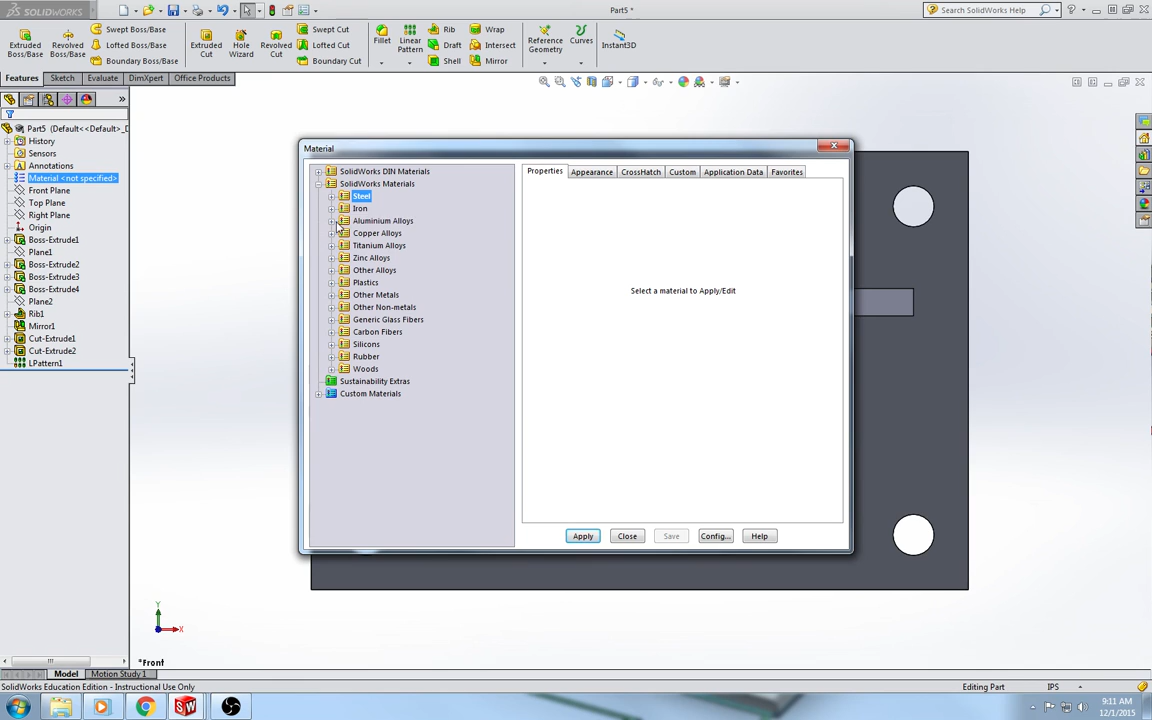 SOLIDWORKS
Part5 *
Search SolidWorks Help
Extruded Boss/Base
Revolved Boss/Base
Swept Boss/Base
Lofted Boss/Base
Boundary Boss/Base
Extruded Cut
Hole Wizard
Revolved Cut
Swept Cut
Lofted Cut
Boundary Cut
Fillet
Linear Pattern
Rib
Draft
Shell
Wrap
Intersect
Mirror
Reference Geometry
Curves
Instant3D
Features
Sketch
Evaluate
DimXpert
Office Products
Part5 (Default<<Default>_D
History
Sensors
Annotations
Material <not specified>
Front Plane
Top Plane
Right Plane
Origin
Boss-Extrude1
Plane1
Boss-Extrude2
Boss-Extrude3
Boss-Extrude4
Plane2
Rib1
Mirror1
Cut-Extrude1
Cut-Extrude2
LPattern1
Material
SolidWorks DIN Materials
SolidWorks Materials
Steel
Iron
Aluminium Alloys
Copper Alloys
Titanium Alloys
Zinc Alloys
Other Alloys
Plastics
Other Metals
Other Non-metals
Generic Glass Fibers
Carbon Fibers
Silicons
Rubber
Woods
Sustainability Extras
Custom Materials
Properties
Appearance
CrossHatch
Custom
Application Data
Favorites
Select a material to Apply/Edit
Apply
Close
Save
Config...
Help
Y
X
*Front
Model
Motion Study 1
SolidWorks Education Edition - Instructional Use Only
Editing Part
IPS
9:11 AM
12/1/2015